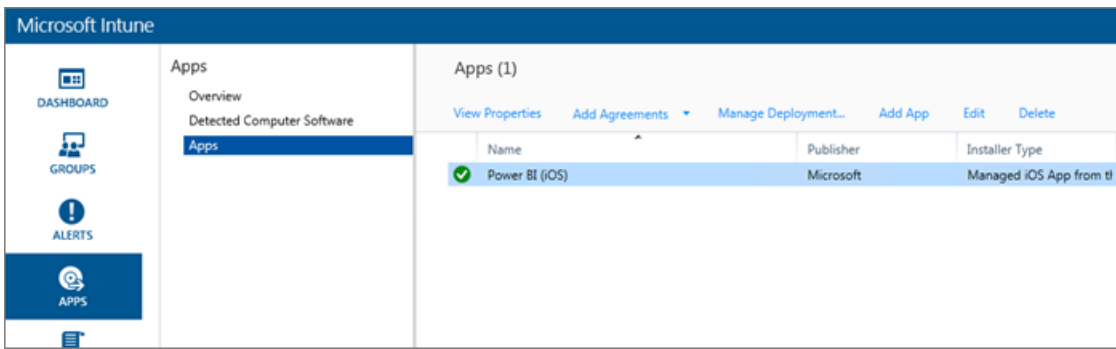 Microsoft Intune
DASHBOARD
GROUPS
ALERTS
APPS
Apps
Overview
Detected Computer Software
Apps
Apps (1)
View Properties Add Agreements Manage Deployment... Add App Edit Delete
Name Publisher Installer Type
Power BI (iOS) Microsoft Managed iOS App from